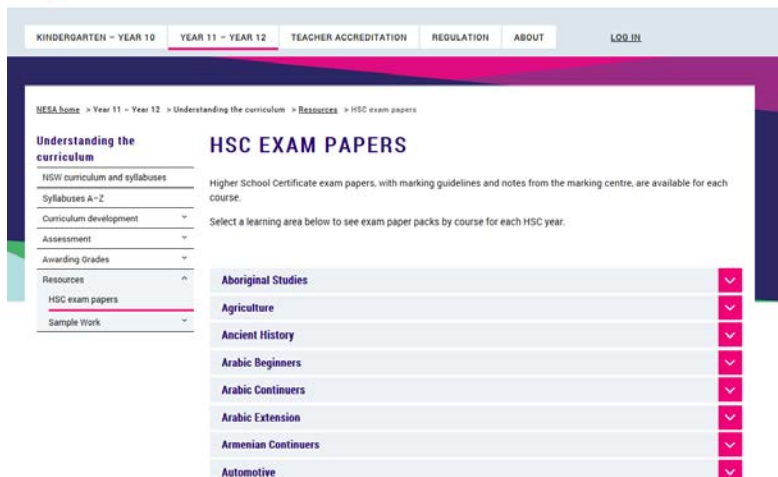 KINDERGARTEN – YEAR 10
YEAR 11 – YEAR 12
TEACHER ACCREDITATION
REGULATION
ABOUT
LOG IN
NESA home > Year 11 – Year 12 > Understanding the curriculum > Resources > HSC exam papers
Understanding the
curriculum
NSW curriculum and syllabuses
Syllabuses A–Z
Curriculum development
Assessment
Awarding Grades
Resources
HSC exam papers
Sample Work
HSC EXAM PAPERS
Higher School Certificate exam papers, with marking guidelines and notes from the marking centre, are available for each
course.
Select a learning area below to see exam paper packs by course for each HSC year.
Aboriginal Studies
Agriculture
Ancient History
Arabic Beginners
Arabic Continuers
Arabic Extension
Armenian Continuers
Automotive